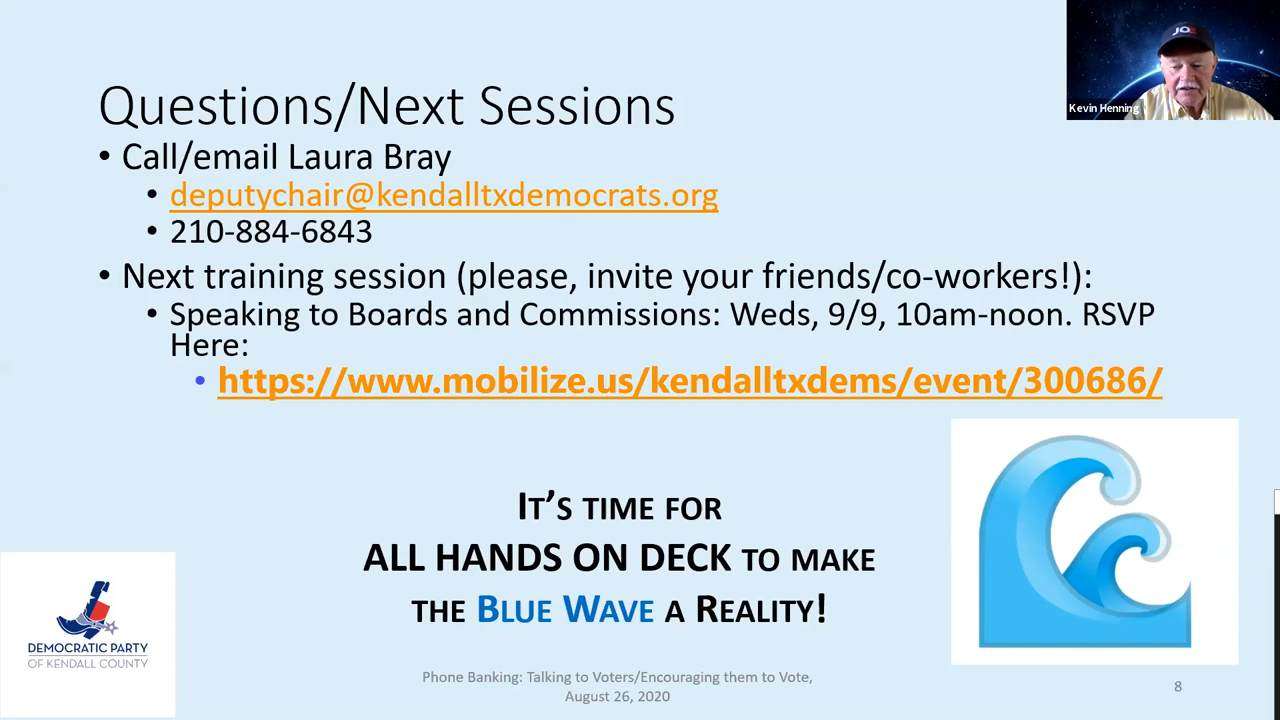 JOE
Kevin Henning
Questions/Next Sessions
• Call/email Laura Bray
• deputychair@kendalltxdemocrats.org
• 210-884-6843
• Next training session (please, invite your friends/co-workers!):
• Speaking to Boards and Commissions: Weds, 9/9, 10am-noon. RSVP
Here:
• https://www.mobilize.us/kendalltxdems/event/300686/
IT’S TIME FOR
ALL HANDS ON DECK TO MAKE
THE BLUE WAVE A REALITY!
DEMOCRATIC PARTY
OF KENDALL COUNTY
Phone Banking: Talking to Voters/Encouraging them to Vote,
August 26, 2020
8